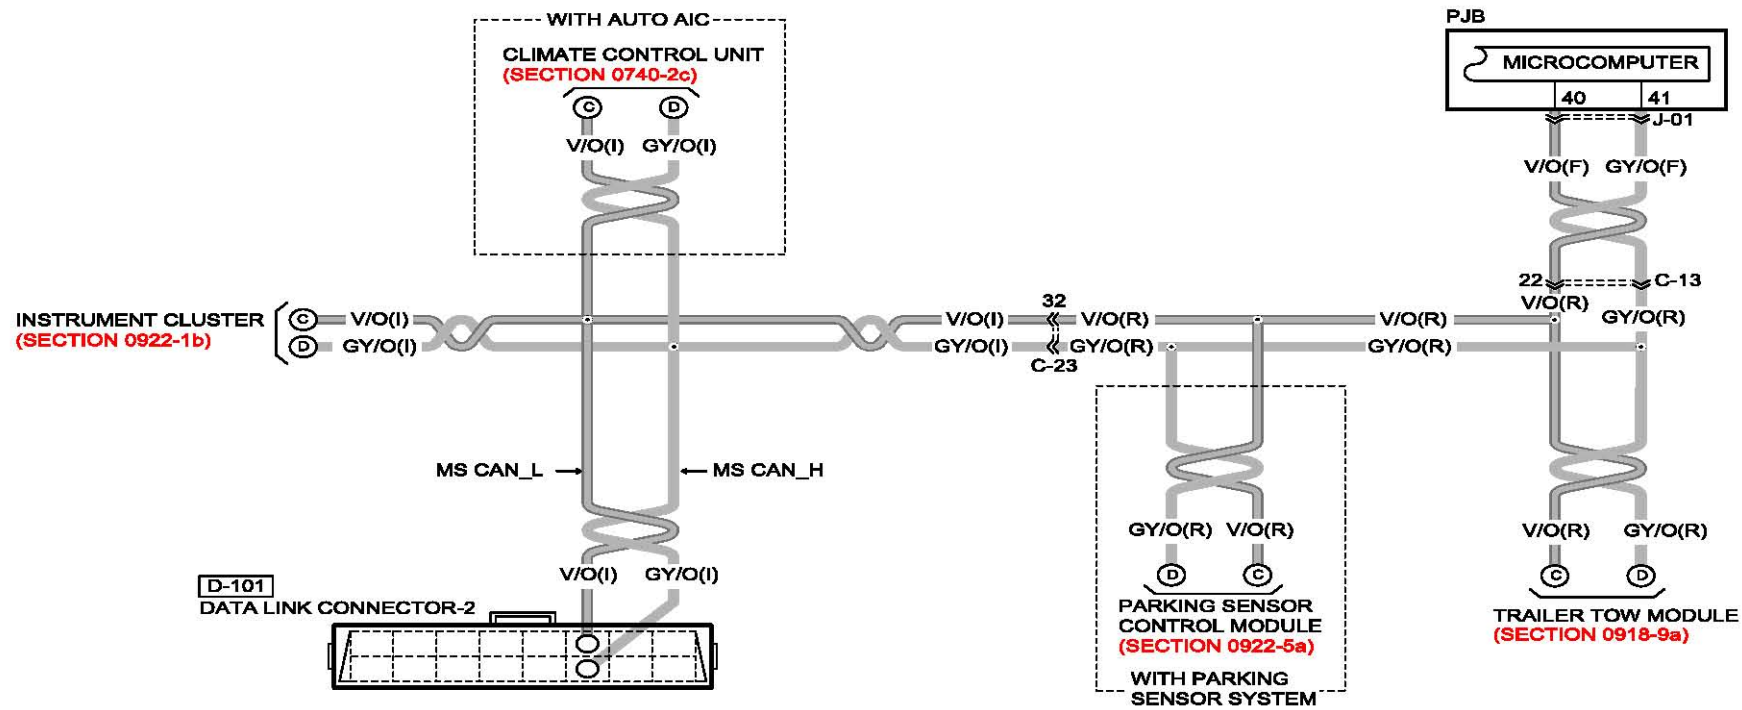 WITH AUTO AIC
CLIMATE CONTROL UNIT
(SECTION 0740-2c)
C D
V/O(I) GY/O(I)
PJB
MICROCOMPUTER
40 41
J-01
V/O(F) GY/O(F)
22 C-13
V/O(R)
GY/O(R)
INSTRUMENT CLUSTER
(SECTION 0922-1b)
C V/O(I)
D GY/O(I)
32
V/O(I) V/O(R) V/O(R)
GY/O(I) GY/O(R) GY/O(R)
C-23
MS CAN_L MS CAN_H
V/O(I) GY/O(I)
D-101
DATA LINK CONNECTOR-2
GY/O(R) V/O(R)
D C
PARKING SENSOR
CONTROL MODULE
(SECTION 0922-5a)
WITH PARKING
SENSOR SYSTEM
V/O(R) GY/O(R)
C D
TRAILER TOW MODULE
(SECTION 0918-9a)